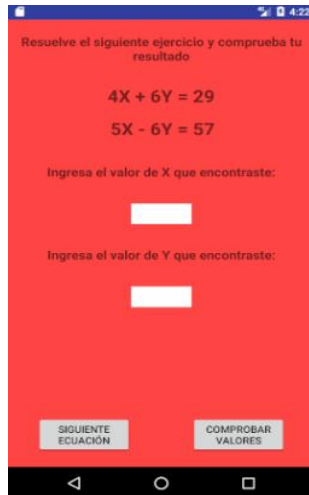 4:22
Resuelve el siguiente ejercicio y comprueba tu
resultado
4X + 6Y = 29
5X - 6Y = 57
Ingresa el valor de X que encontraste:
Ingresa el valor de Y que encontraste:
SIGUIENTE
ECUACIÓN
COMPROBAR
VALORES